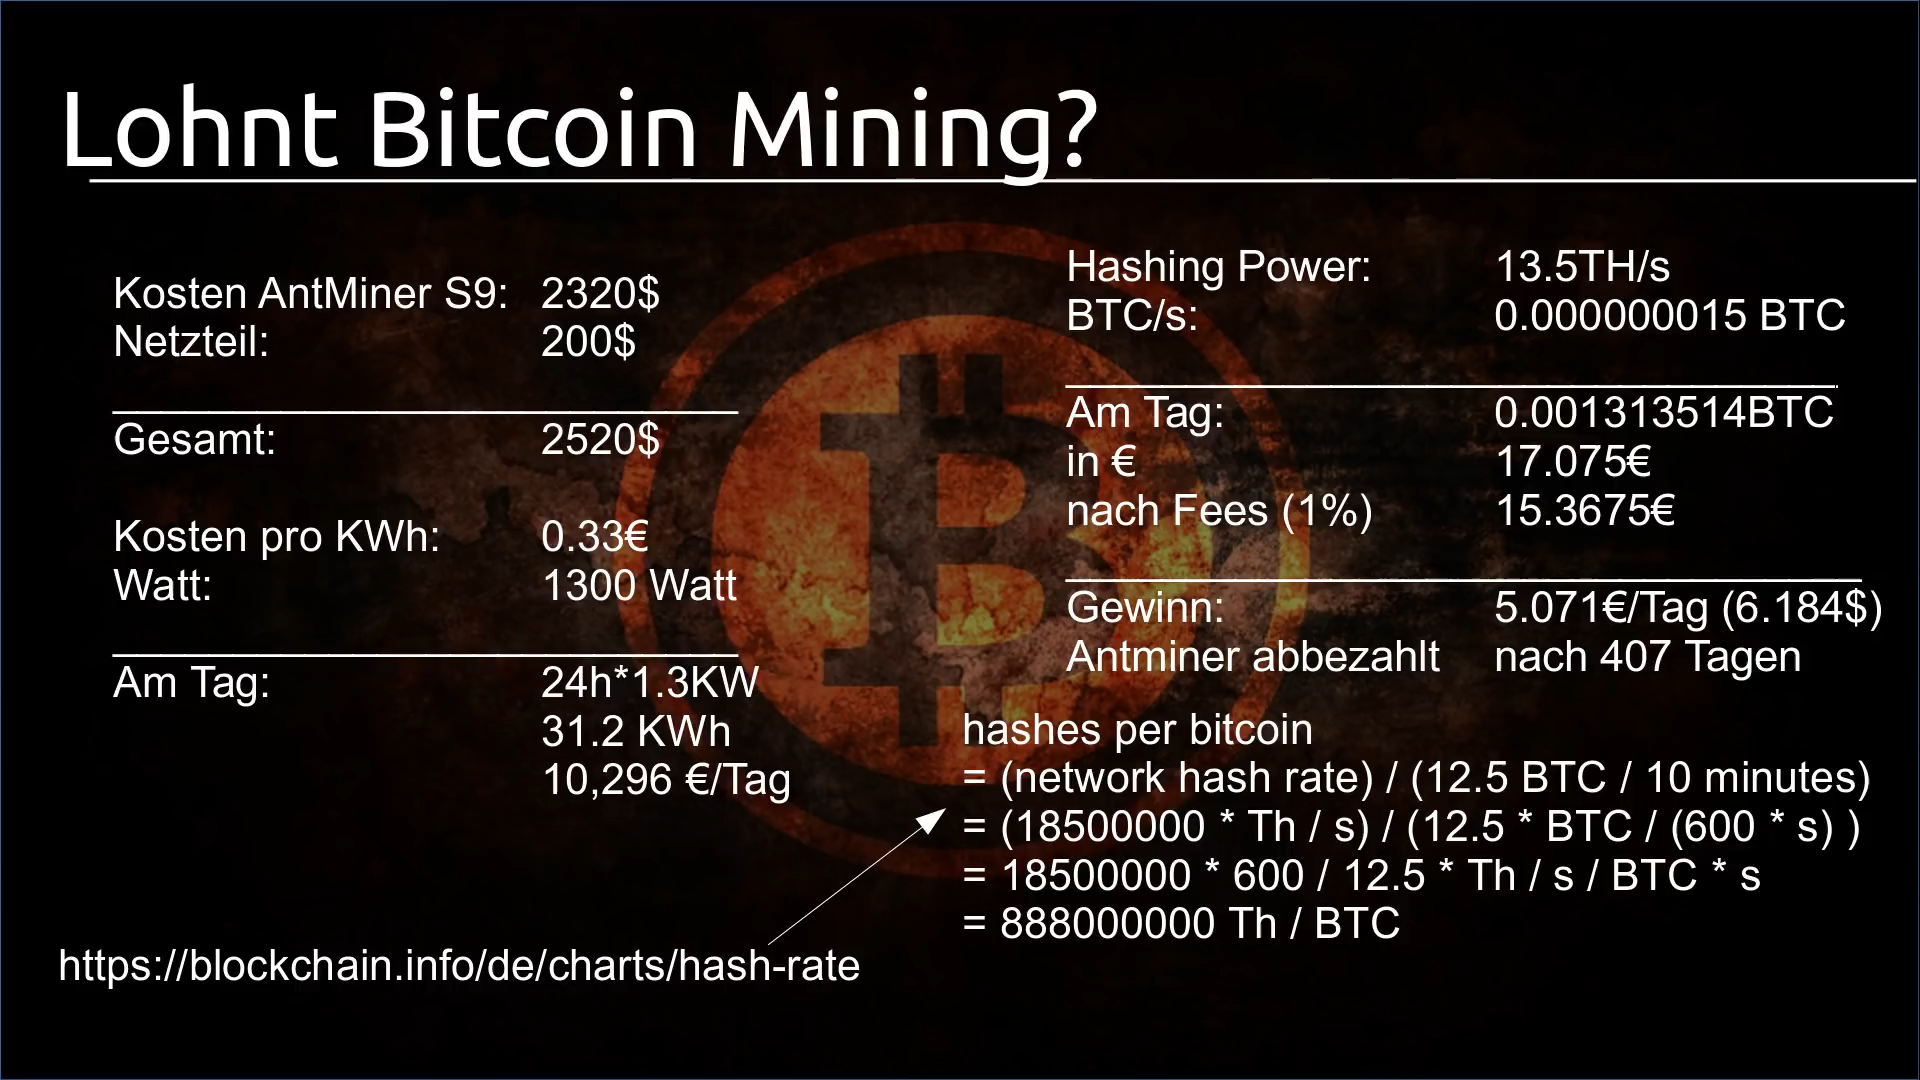 Lohnt Bitcoin Mining?
Kosten AntMiner S9: 2320$
Netzteil: 200$
Gesamt: 2520$
Kosten pro KWh: 0.33€
Watt: 1300 Watt
Am Tag: 24h*1.3KW
31.2 KWh
10,296 €/Tag
Hashing Power: 13.5TH/s
BTC/s: 0.000000015 BTC
Am Tag: 0.001313514BTC
in € 17.075€
nach Fees (1%) 15.3675€
Gewinn: 5.071€/Tag (6.184$)
Antminer abbezahlt nach 407 Tagen
hashes per bitcoin
= (network hash rate) / (12.5 BTC / 10 minutes)
= (18500000 * Th / s) / (12.5 * BTC / (600 * s) )
= 18500000 * 600 / 12.5 * Th / s / BTC * s
= 888000000 Th / BTC
https://blockchain.info/de/charts/hash-rate